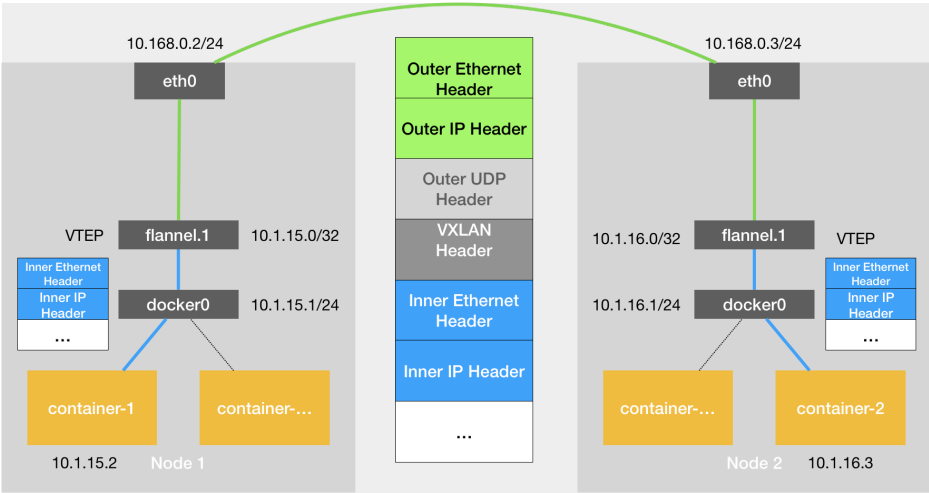 10.168.0.2/24
10.168.0.3/24
eth0
eth0
Outer Ethernet
Header
Outer IP Header
Outer UDP
Header
VXLAN
Header
Inner Ethernet
Header
Inner IP Header
...
VTEP
flannel.1
10.1.15.0/32
Inner Ethernet
Header
Inner IP
Header
...
docker0
10.1.15.1/24
container-1
container-...
10.1.15.2
Node 1
10.1.16.0/32
flannel.1
VTEP
10.1.16.1/24
docker0
Inner Ethernet
Header
Inner IP
Header
...
container-...
container-2
Node 2
10.1.16.3